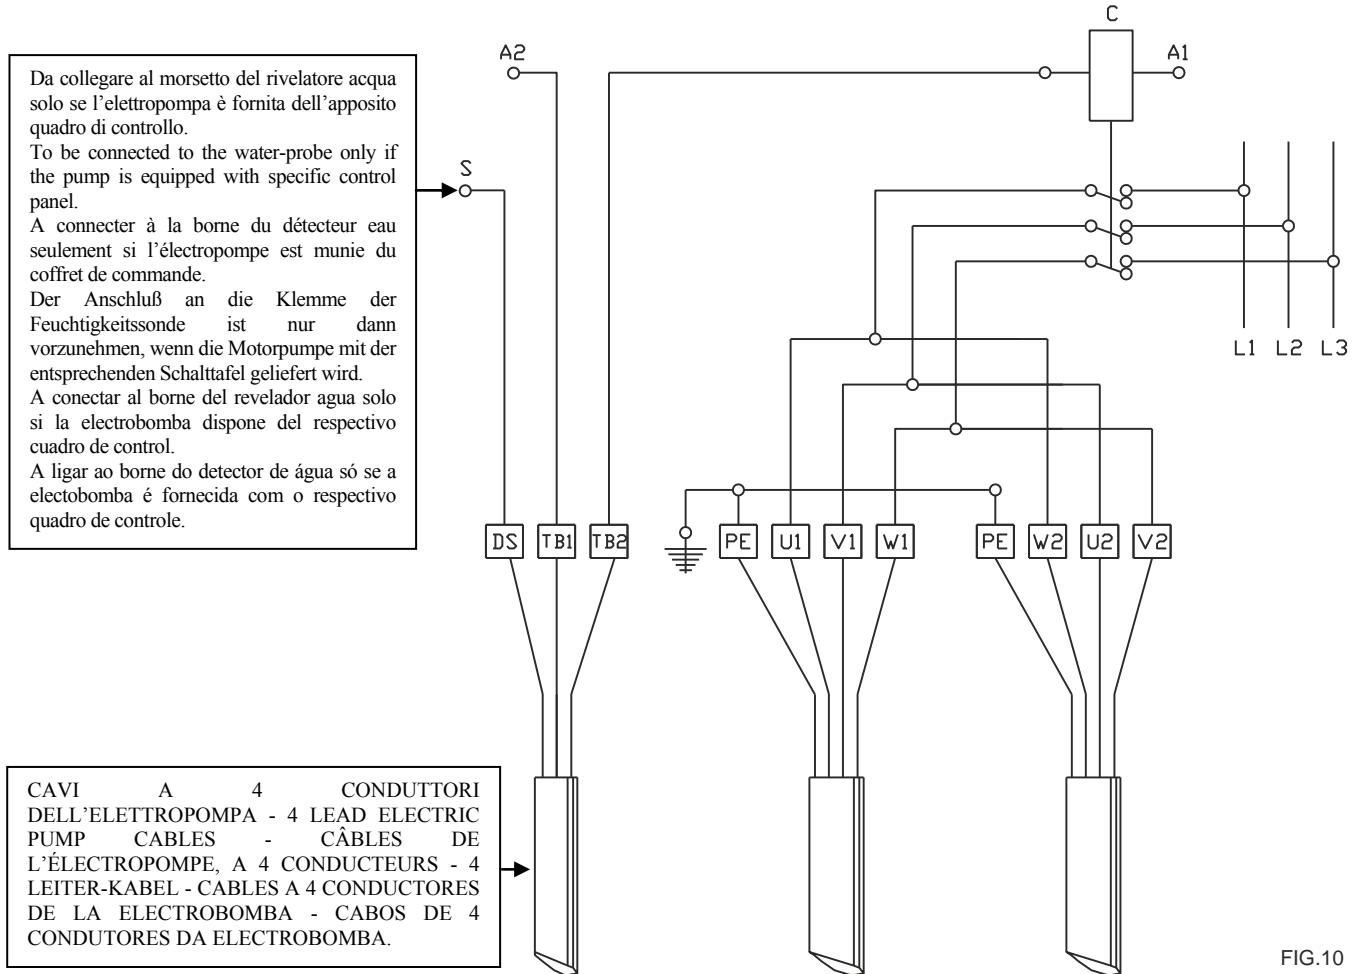 C
A2
A1
Da collegare al morsetto del rivelatore acqua
solo se l’elettropompa è fornita dell’apposito
quadro di controllo.
To be connected to the water-probe only if
the pump is equipped with specific control
panel.
A connecter à la borne du détecteur eau
seulement si l’électropompe est munie du
coffret de commande.
Der Anschluß an die Klemme der
Feuchtigkeitssonde ist nur dann
vorzunehmen, wenn die Motorpumpe mit der
entsprechenden Schalttafel geliefert wird.
A conectar al borne del revelador agua solo
si la electrobomba dispone del respectivo
cuadro de control.
A ligar ao borne do detector de água só se a
electobomba é fornecida com o respectivo
quadro de controle.
S
L1 L2 L3
DS TB1 TB2 PE U1 V1 W1 PE W2 U2 V2
CAVI A 4 CONDUTTORI
DELL’ELETTROPOMPA - 4 LEAD ELECTRIC
PUMP CABLES - CÂBLES DE
L’ÉLECTROPOMPE, A 4 CONDUCTEURS - 4
LEITER-KABEL - CABLES A 4 CONDUCTORES
DE LA ELECTROBOMBA - CABOS DE 4
CONDUTORES DA ELECTROBOMBA.
FIG.10